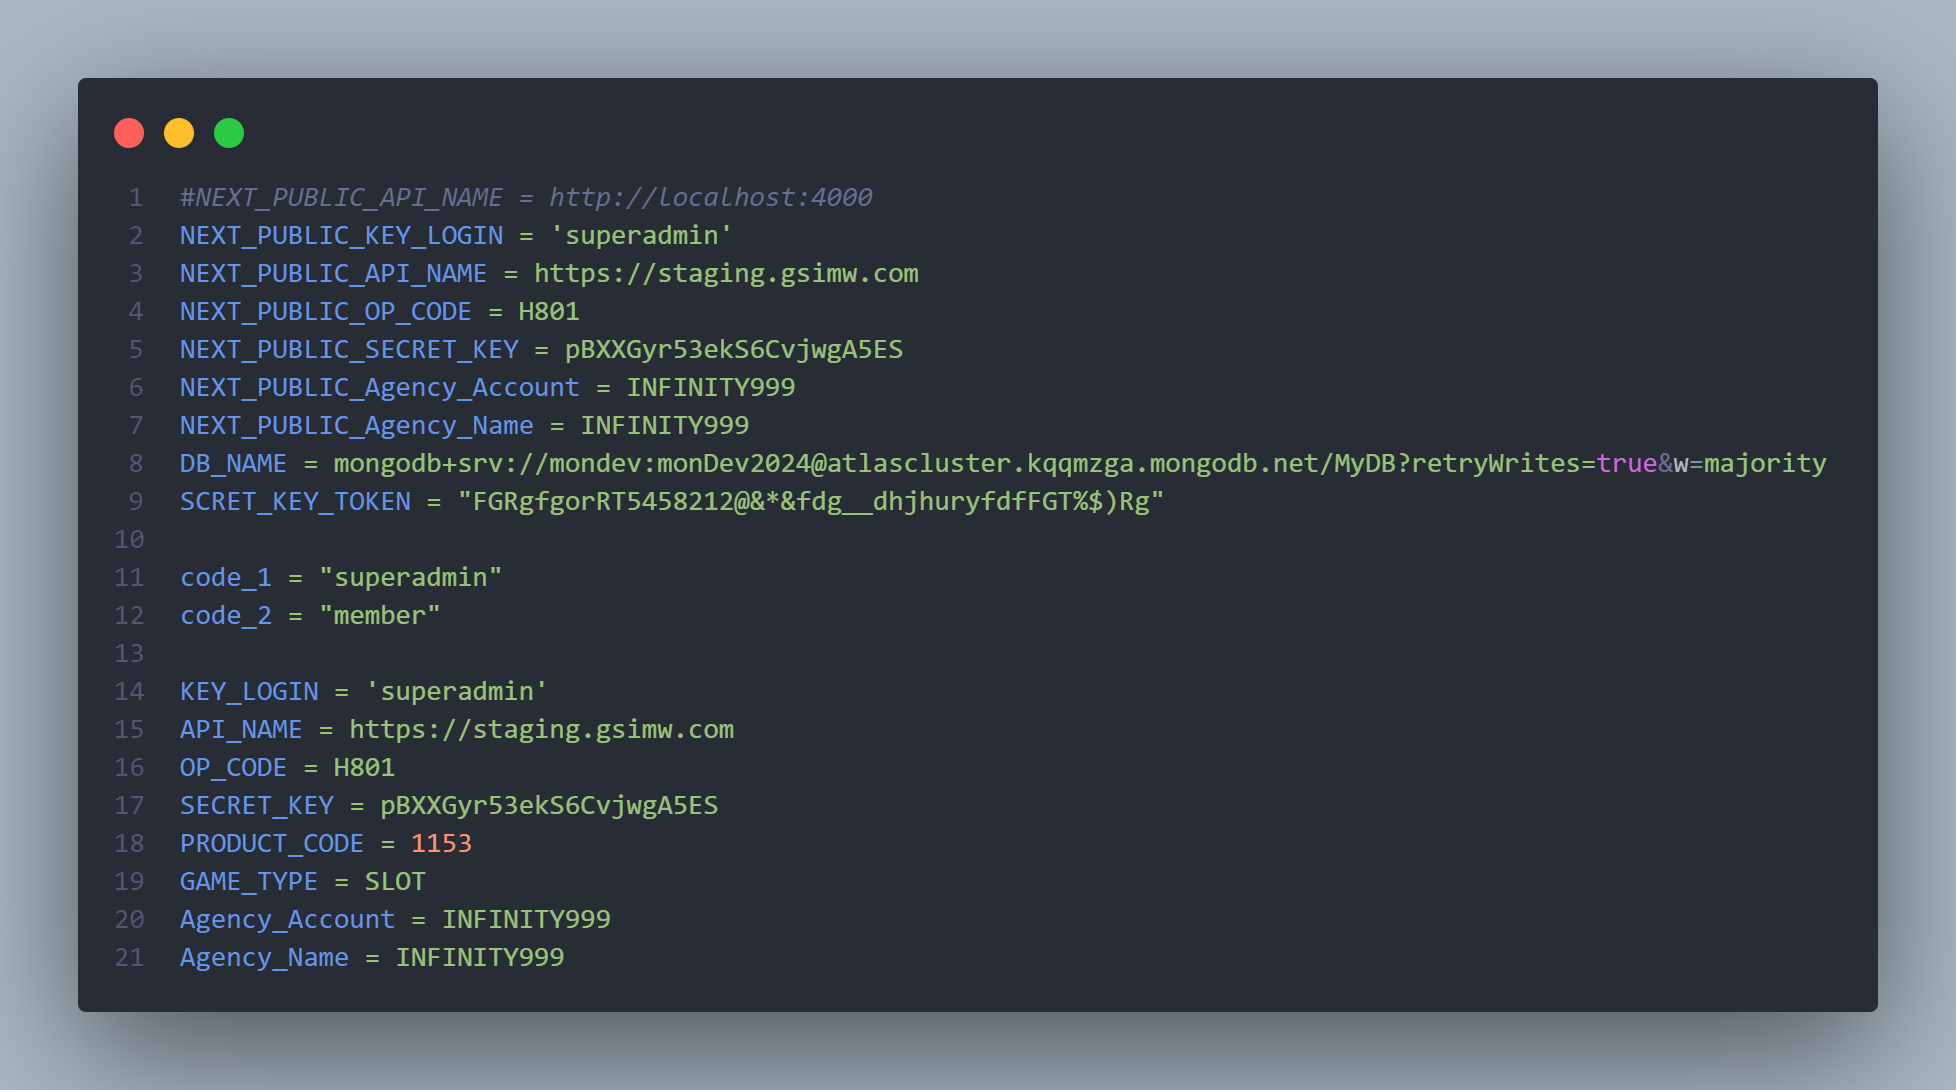 1 #NEXT_PUBLIC_API_NAME = http://localhost:4000
2 NEXT_PUBLIC_KEY_LOGIN = 'superadmin'
3 NEXT_PUBLIC_API_NAME = https://staging.gsimw.com
4 NEXT_PUBLIC_OP_CODE = H801
5 NEXT_PUBLIC_SECRET_KEY = pBXXGyr53ekS6CvjwgA5ES
6 NEXT_PUBLIC_Agency_Account = INFINITY999
7 NEXT_PUBLIC_Agency_Name = INFINITY999
8 DB_NAME = mongodb+srv://mondev:monDev2024@atlascluster.kqqmzga.mongodb.net/MyDB?retryWrites=true&w=majority
9 SCRET_KEY_TOKEN = "FGRgfgorRT5458212@&*&fdg__dhjhuryfdfFGT%$)Rg"
10
11 code_1 = "superadmin"
12 code_2 = "member"
13
14 KEY_LOGIN = 'superadmin'
15 API_NAME = https://staging.gsimw.com
16 OP_CODE = H801
17 SECRET_KEY = pBXXGyr53ekS6CvjwgA5ES
18 PRODUCT_CODE = 1153
19 GAME_TYPE = SLOT
20 Agency_Account = INFINITY999
21 Agency_Name = INFINITY999